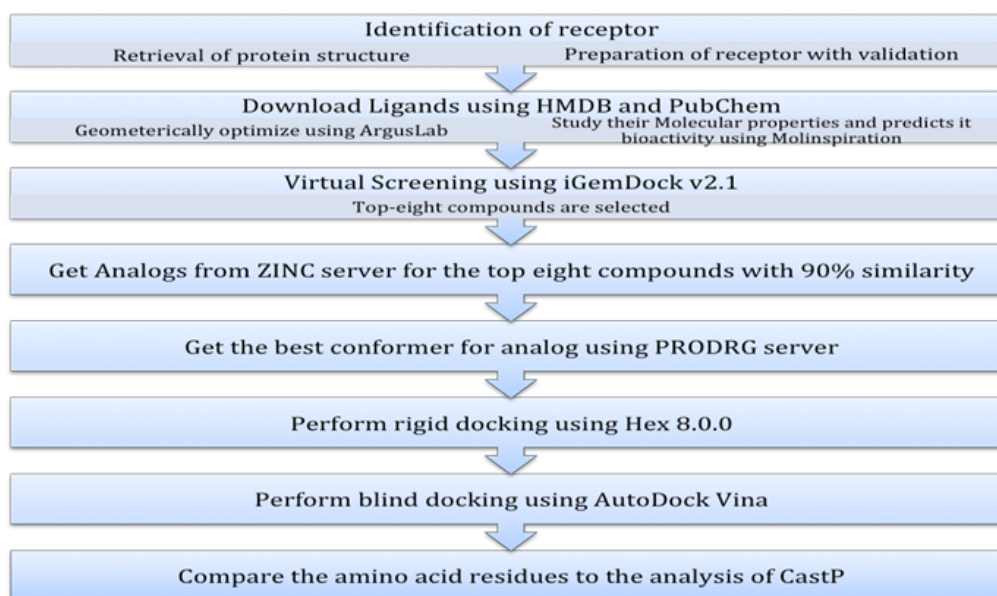 Identification of receptor
Retrieval of protein structure
Preparation of receptor with validation
Download Ligands using HMDB and PubChem
Geometerically optimize using ArgusLab
Study their Molecular properties and predicts it
bioactivity using Molinspiration
Virtual Screening using iGemDock v2.1
Top-eight compounds are selected
Get Analogs from ZINC server for the top eight compounds with 90% similarity
Get the best conformer for analog using PRODRG server
Perform rigid docking using Hex 8.0.0
Perform blind docking using AutoDock Vina
Compare the amino acid residues to the analysis of CastP